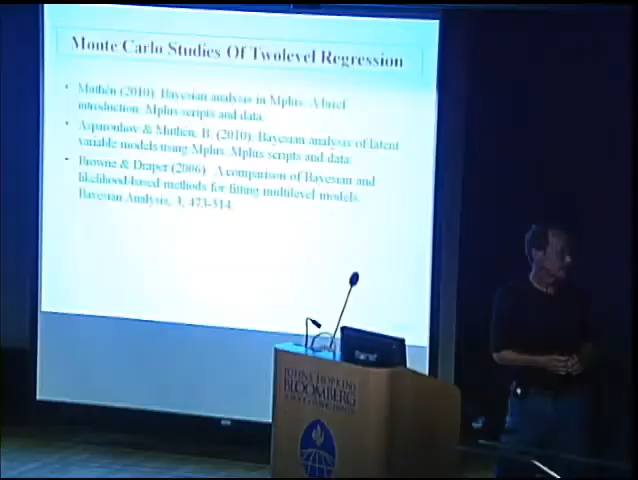 Monte Carlo Studies Of Twolevel Regression
• Muthén (2010). Bayesian analysis in Mplus: A brief
introduction. Mplus scripts and data.
• Asparouhov & Muthén, B. (2010). Bayesian analysis of latent
variable models using Mplus. Mplus scripts and data.
• Browne & Draper (2006). A comparison of Bayesian and
likelihood-based methods for fitting multilevel models.
Bayesian Analysis, 3, 473-514.
JOHNS HOPKINS
BLOOMBERG